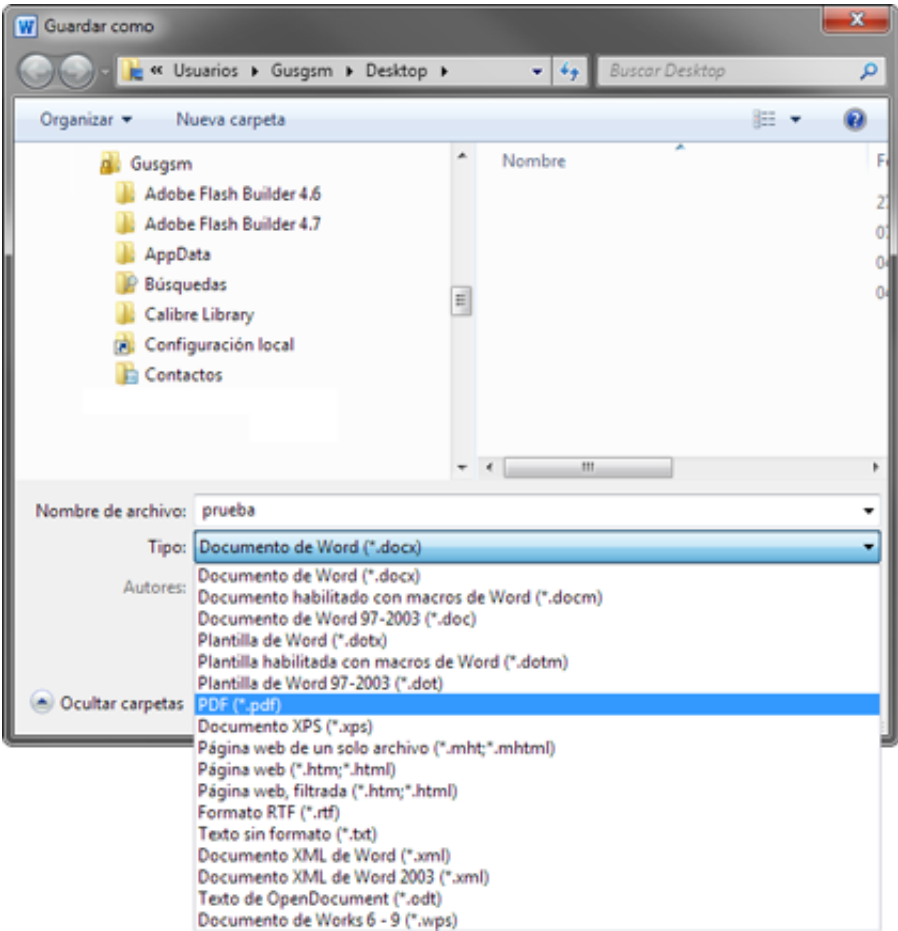 Guardar como
« Usuarios Gusgsm Desktop
Buscar Desktop
Organizar
Nueva carpeta
Gusgsm
Adobe Flash Builder 4.6
Adobe Flash Builder 4.7
AppData
Búsquedas
Calibre Library
Configuración local
Contactos
Nombre
Nombre de archivo: prueba
Tipo: Documento de Word (*.docx)
Autores:
Documento de Word (*.docx)
Documento habilitado con macros de Word (*.docm)
Documento de Word 97-2003 (*.doc)
Plantilla de Word (*.dotx)
Plantilla habilitada con macros de Word (*.dotm)
Plantilla de Word 97-2003 (*.dot)
Ocultar carpetas
PDF (*.pdf)
Documento XPS (*.xps)
Página web de un solo archivo (*.mht;*.mhtml)
Página web (*.htm;*.html)
Página web, filtrada (*.htm;*.html)
Formato RTF (*.rtf)
Texto sin formato (*.txt)
Documento XML de Word (*.xml)
Documento XML de Word 2003 (*.xml)
Texto de OpenDocument (*.odt)
Documento de Works 6 - 9 (*.wps)